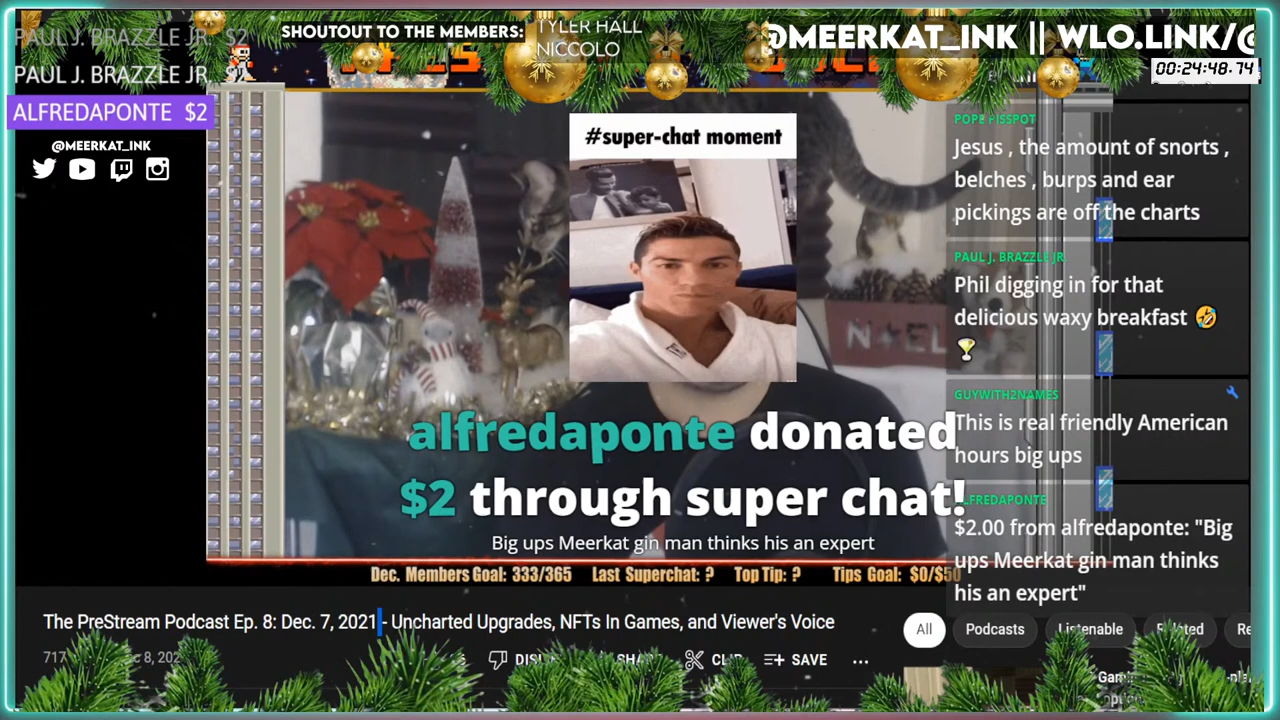 PAUL J. BRAZZLE JR. $2
PAUL J. BRAZZLE JR.
ALFREDAPONTE $2
@MEERKAT_INK
SHOUTOUT TO THE MEMBERS:
TYLER HALL
NICCOLO
@MEERKAT_INK || WLO.LINK/@
00:24:48.74
#super-chat moment
NOEL
alfredaponte donated
$2 through super chat!
Big ups Meerkat gin man thinks his an expert
POPE PISSPOT
Jesus , the amount of snorts ,
belches , burps and ear
pickings are off the charts
PAUL J. BRAZZLE JR
Phil digging in for that
delicious waxy breakfast 🤣
🏆
GUYWITH2NAMES
This is real friendly American
hours big ups
ALFREDAPONTE
$2.00 from alfredaponte: "Big
ups Meerkat gin man thinks
his an expert"
Dec. Members Goal: 333/365 Last Superchat: ? Top Tip: ? Tips Goal: $0/$50
The PreStream Podcast Ep. 8: Dec. 7, 2021 - Uncharted Upgrades, NFTs In Games, and Viewer's Voice
717
SAVE
...
All
Podcasts
Listenable